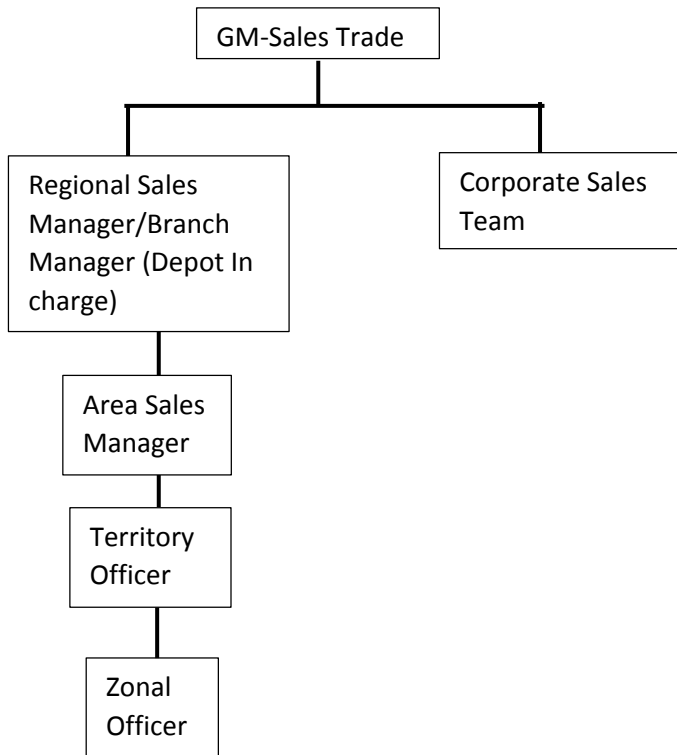 GM-Sales Trade
Regional Sales
Manager/Branch
Manager (Depot In
charge)
Corporate Sales
Team
Area Sales
Manager
Territory
Officer
Zonal
Officer